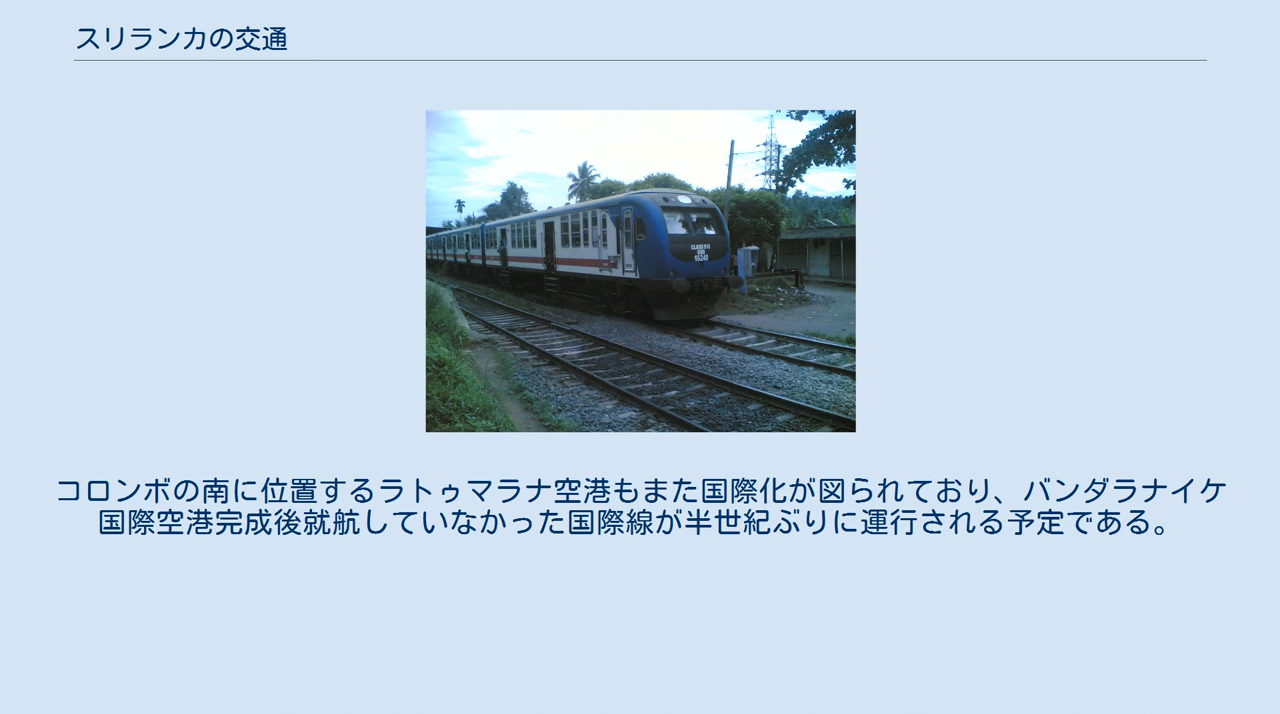 スリランカの交通
CLASS S10
16240
コロンボの南に位置するラトゥマラナ空港もまた国際化が図られており、バンダラナイケ
国際空港完成後就航していなかった国際線が半世紀ぶりに運行される予定である。